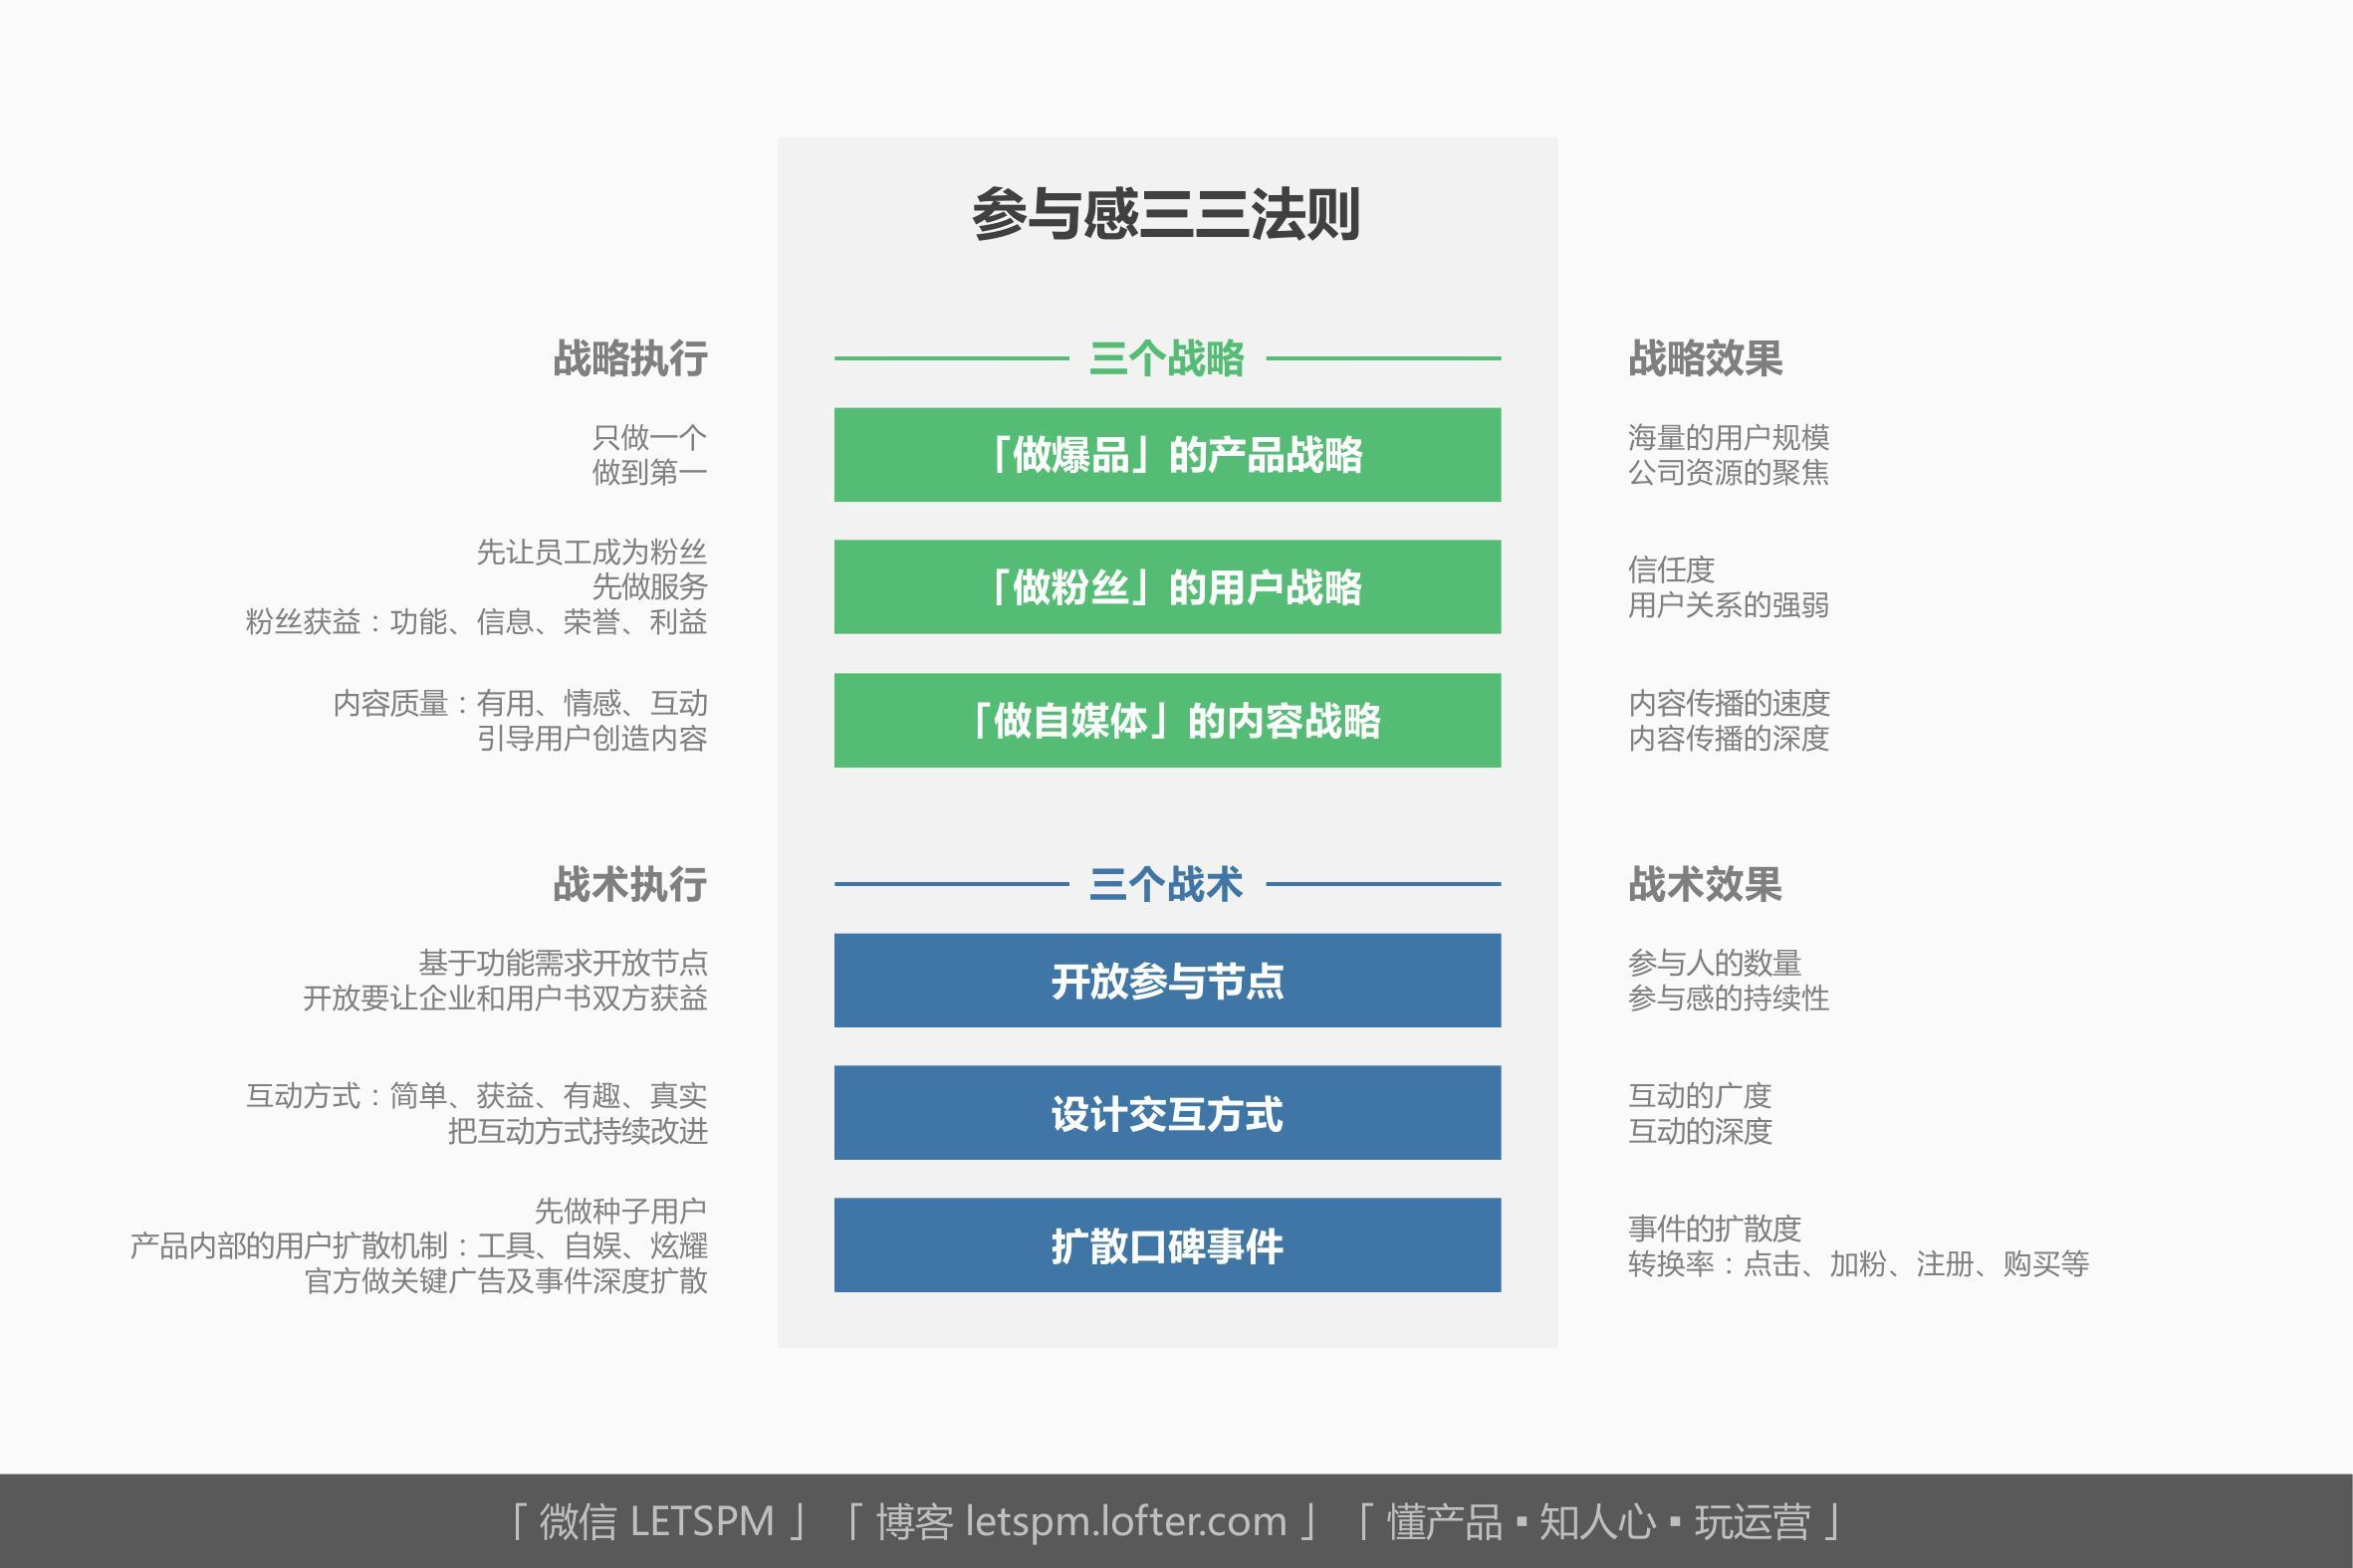 参与感三三法则
战略执行
三个战略
战略效果
只做一个
做到第一
「做爆品」的产品战略
海量的用户规模
公司资源的聚焦
先让员工成为粉丝
先做服务
粉丝获益：功能、信息、荣誉、利益
「做粉丝」的用户战略
信任度
用户关系的强弱
内容质量：有用、情感、互动
引导用户创造内容
「做自媒体」的内容战略
内容传播的速度
内容传播的深度
战术执行
三个战术
战术效果
基于功能需求开放节点
开放要让企业和用户书双方获益
开放参与节点
参与人的数量
参与感的持续性
互动方式：简单、获益、有趣、真实
把互动方式持续改进
设计交互方式
互动的广度
互动的深度
先做种子用户
产品内部的用户扩散机制：工具、自娱、炫耀
官方做关键广告及事件深度扩散
扩散口碑事件
事件的扩散度
转换率：点击、加粉、注册、购买等
「 微信 LETSPM 」 「 博客 letspm.lofter.com 」 「 懂产品 ▪ 知人心 ▪ 玩运营 」